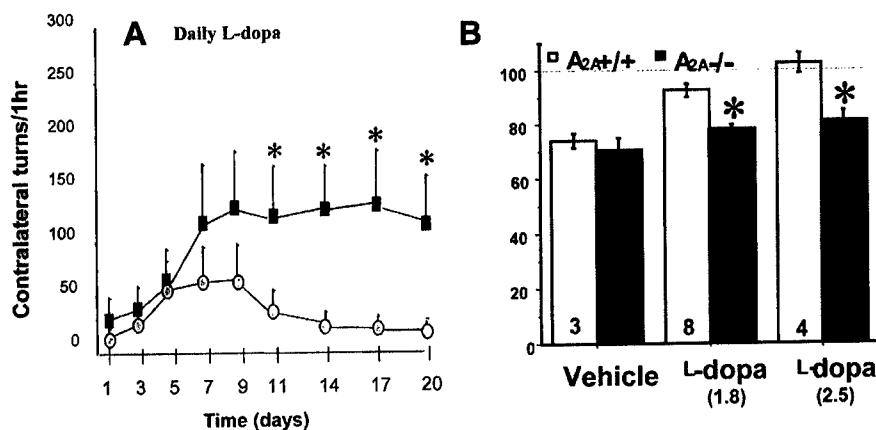 A Daily L-dopa
Contralateral turns/1hr
300
250
200
150
100
50
0
1 3 5 7 9 11 14 17 20
Time (days)
* * * *
B
A2A+/+ A2A-/-
100
80
60
40
20
0
* *
3 8 4
Vehicle L-dopa L-dopa
(1.8) (2.5)